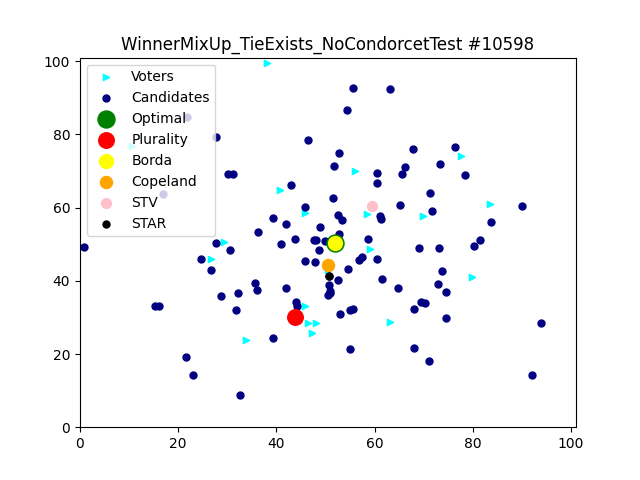 WinnerMixUp_TieExists_NoCondorcetTest #10598
100
80
60
40
20
0
Voters
Candidates
Optimal
Plurality
Borda
Copeland
STV
STAR
0 20 40 60 80 100